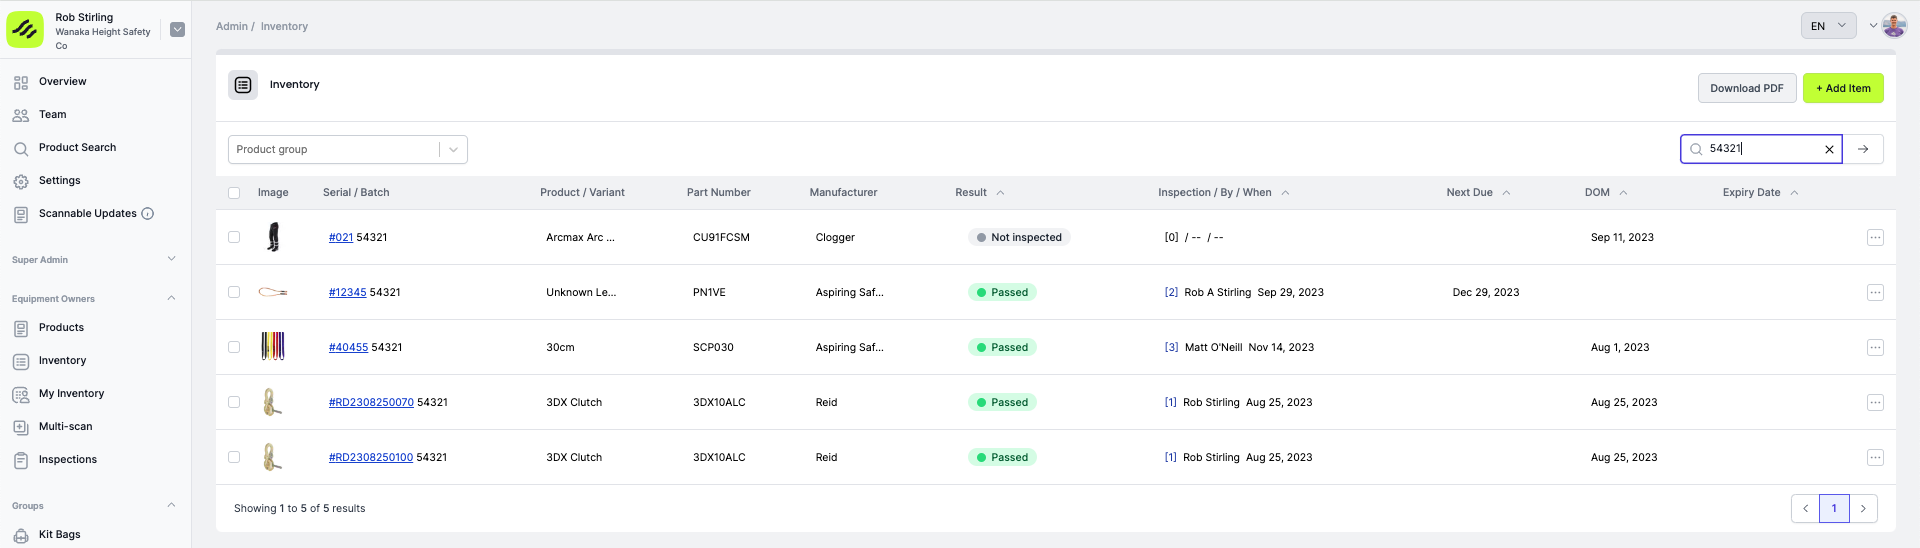 Rob Stirling
Wanaka Height Safety
Co
Overview
Team
Product Search
Settings
Scannable Updates
Super Admin
Equipment Owners
Products
Inventory
My Inventory
Multi-scan
Inspections
Groups
Kit Bags
Admin / Inventory
EN
Inventory
Download PDF
+ Add Item
Product group
54321
Image Serial / Batch Product / Variant Part Number Manufacturer Result Inspection / By / When Next Due DOM Expiry Date
#021 54321 Arcmax Arc ... CU91FCSM Clogger Not inspected [0] / -- / -- Sep 11, 2023
#12345 54321 Unknown Le... PN1VE Aspiring Saf... Passed [2] Rob A Stirling Sep 29, 2023 Dec 29, 2023
#40455 54321 30cm SCP030 Aspiring Saf... Passed [3] Matt O'Neill Nov 14, 2023 Aug 1, 2023
#RD2308250070 54321 3DX Clutch 3DX10ALC Reid Passed [1] Rob Stirling Aug 25, 2023 Aug 25, 2023
#RD2308250100 54321 3DX Clutch 3DX10ALC Reid Passed [1] Rob Stirling Aug 25, 2023 Aug 25, 2023
Showing 1 to 5 of 5 results
1